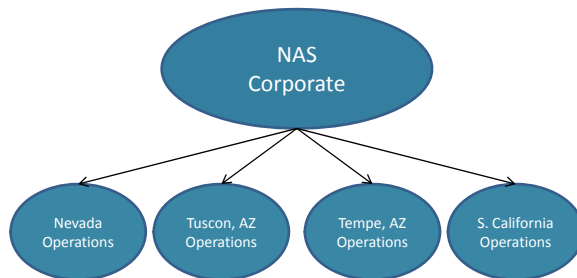 NAS
Corporate
Nevada
Operations
Tuscon, AZ
Operations
Tempe, AZ
Operations
S. California
Operations